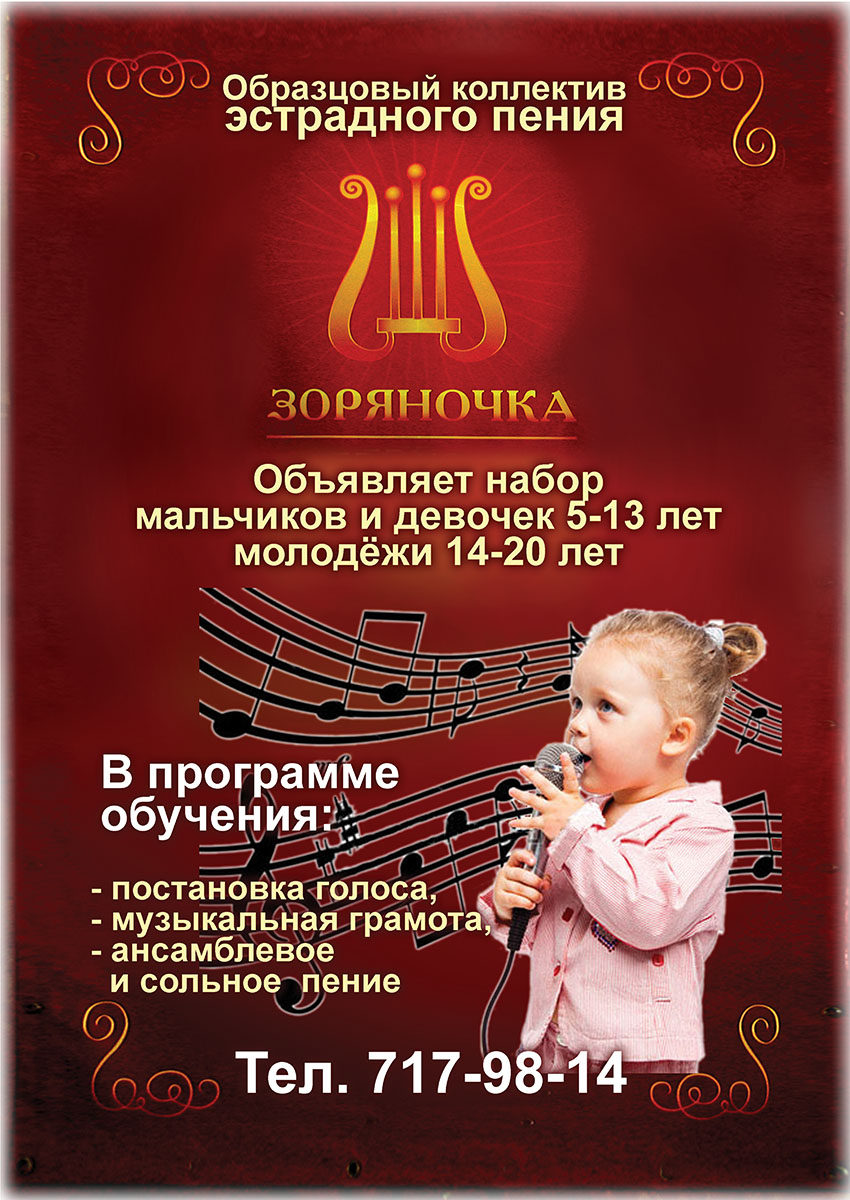 Образцовый коллектив
эстрадного пения
ЗОРЯНОЧКА
Объявляет набор
мальчиков и девочек 5-13 лет
молодёжи 14-20 лет
В программе
обучения:
- постановка голоса,
- музыкальная грамота,
- ансамблевое
и сольное пение
Тел. 717-98-14